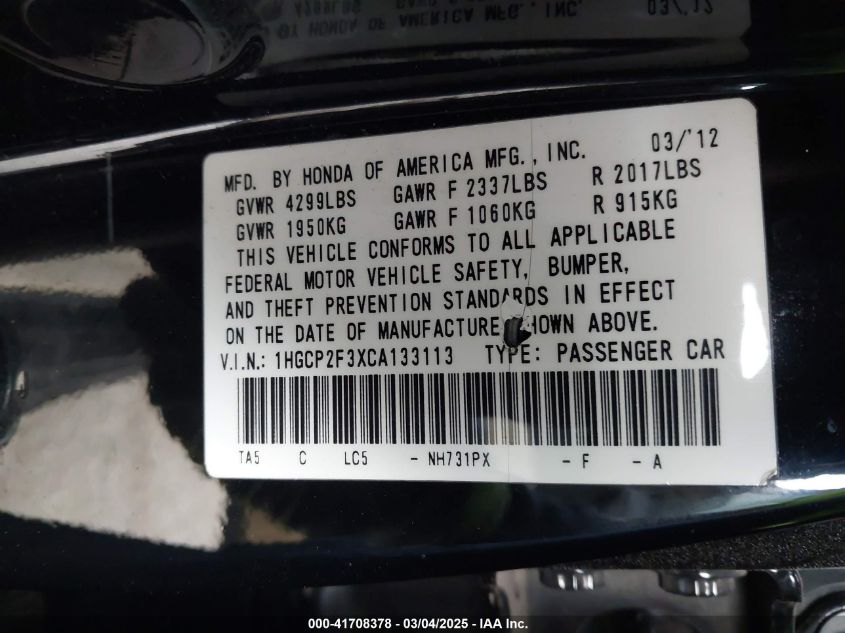 MFD. BY HONDA OF AMERICA MFG., INC. 03/'12
GVWR 4299LBS GAWR F 2337LBS R 2017LBS
GVWR 1950KG GAWR F 1060KG R 915KG
THIS VEHICLE CONFORMS TO ALL APPLICABLE
FEDERAL MOTOR VEHICLE SAFETY, BUMPER,
AND THEFT PREVENTION STANDARDS IN EFFECT
ON THE DATE OF MANUFACTURE HOWN ABOVE.
V.I.N.: 1HGCP2F3XCA133113 TYPE: PASSENGER CAR
TA5 C LC5 - NH731PX - F - A
000-41708378 - 03/04/2025 - IAA Inc.